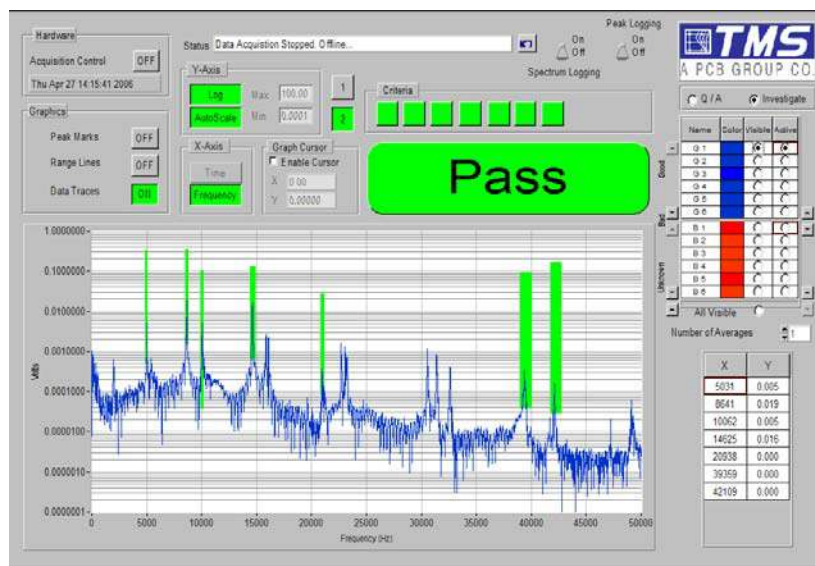 Hardware
Acquisition Control OFF
Thu Apr 27 14:15:41 2006
Status Data Acquistion Stopped. Offline...
Peak Logging
On
Off
On
Off
Spectrum Logging
TMS
A PCB GROUP CO.
Graphics
Peak Marks OFF
Range Lines OFF
Data Traces ON
Y-Axis
Log Max 100.00
AutoScale Min 0.0001
1
2
X-Axis
Time
Frequency
Graph Cursor
Enable Cursor
X 0.00
Y 0.00000
Criteria
Pass
Q / A Investigate
Name Color Visible Active
Good
G 1
G 2
G 3
G 4
G 5
G 6
Bad
B 1
B 2
B 3
B 4
B 5
B 6
Unknown
All Visible
Number of Averages 1
X Y
5031 0.005
8641 0.019
10062 0.005
14625 0.016
20938 0.000
39359 0.000
42109 0.000
Volts
1.0000000
0.1000000
0.0100000
0.0010000
0.0001000
0.0000100
0.0000010
0.0000001
0 5000 10000 15000 20000 25000 30000 35000 40000 45000 50000
Frequency (Hz)